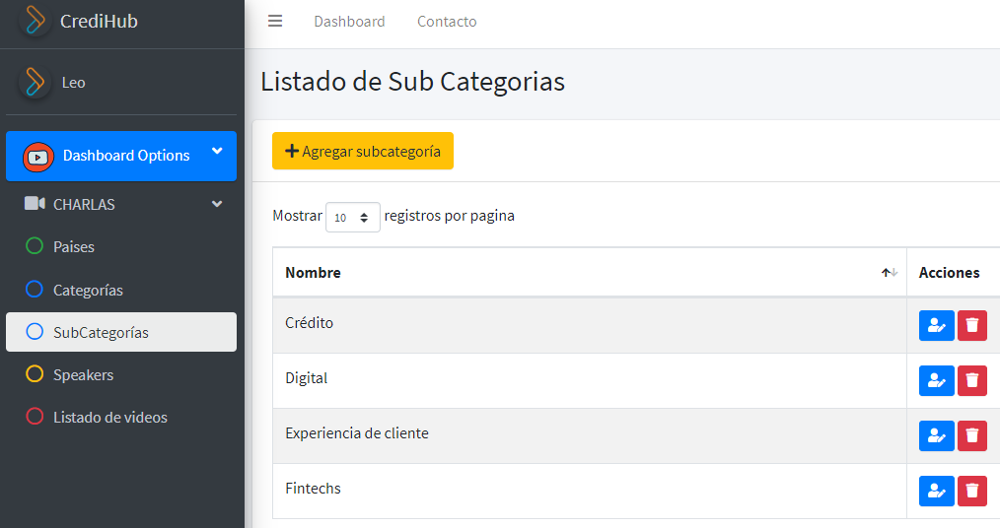 CrediHub
Dashboard Contacto
Leo
Listado de Sub Categorias
Dashboard Options
Agregar subcategoría
CHARLAS
Paises
Categorías
SubCategorías
Speakers
Listado de videos
Mostrar 10 registros por pagina
Nombre Acciones
Crédito
Digital
Experiencia de cliente
Fintechs